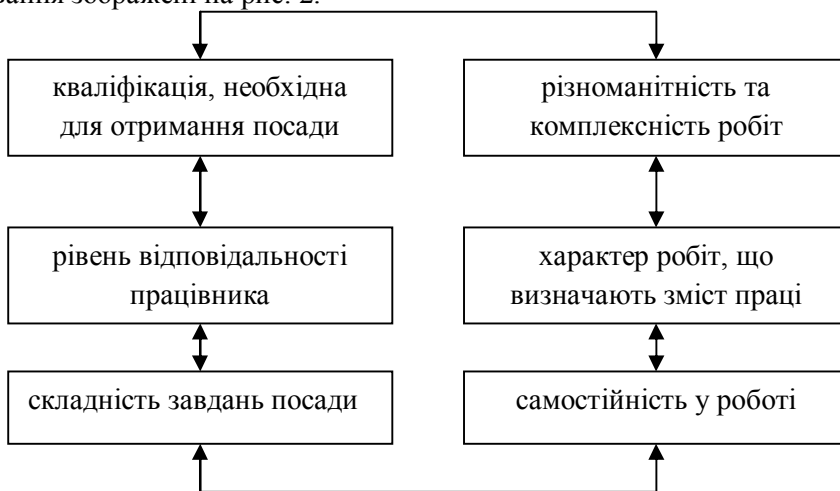 зображені на рис. 2.
кваліфікація, необхідна
для отримання посади
різноманітність та
комплексність робіт
рівень відповідальності
працівника
характер робіт, що
визначають зміст праці
складність завдань посади
самостійність у роботі